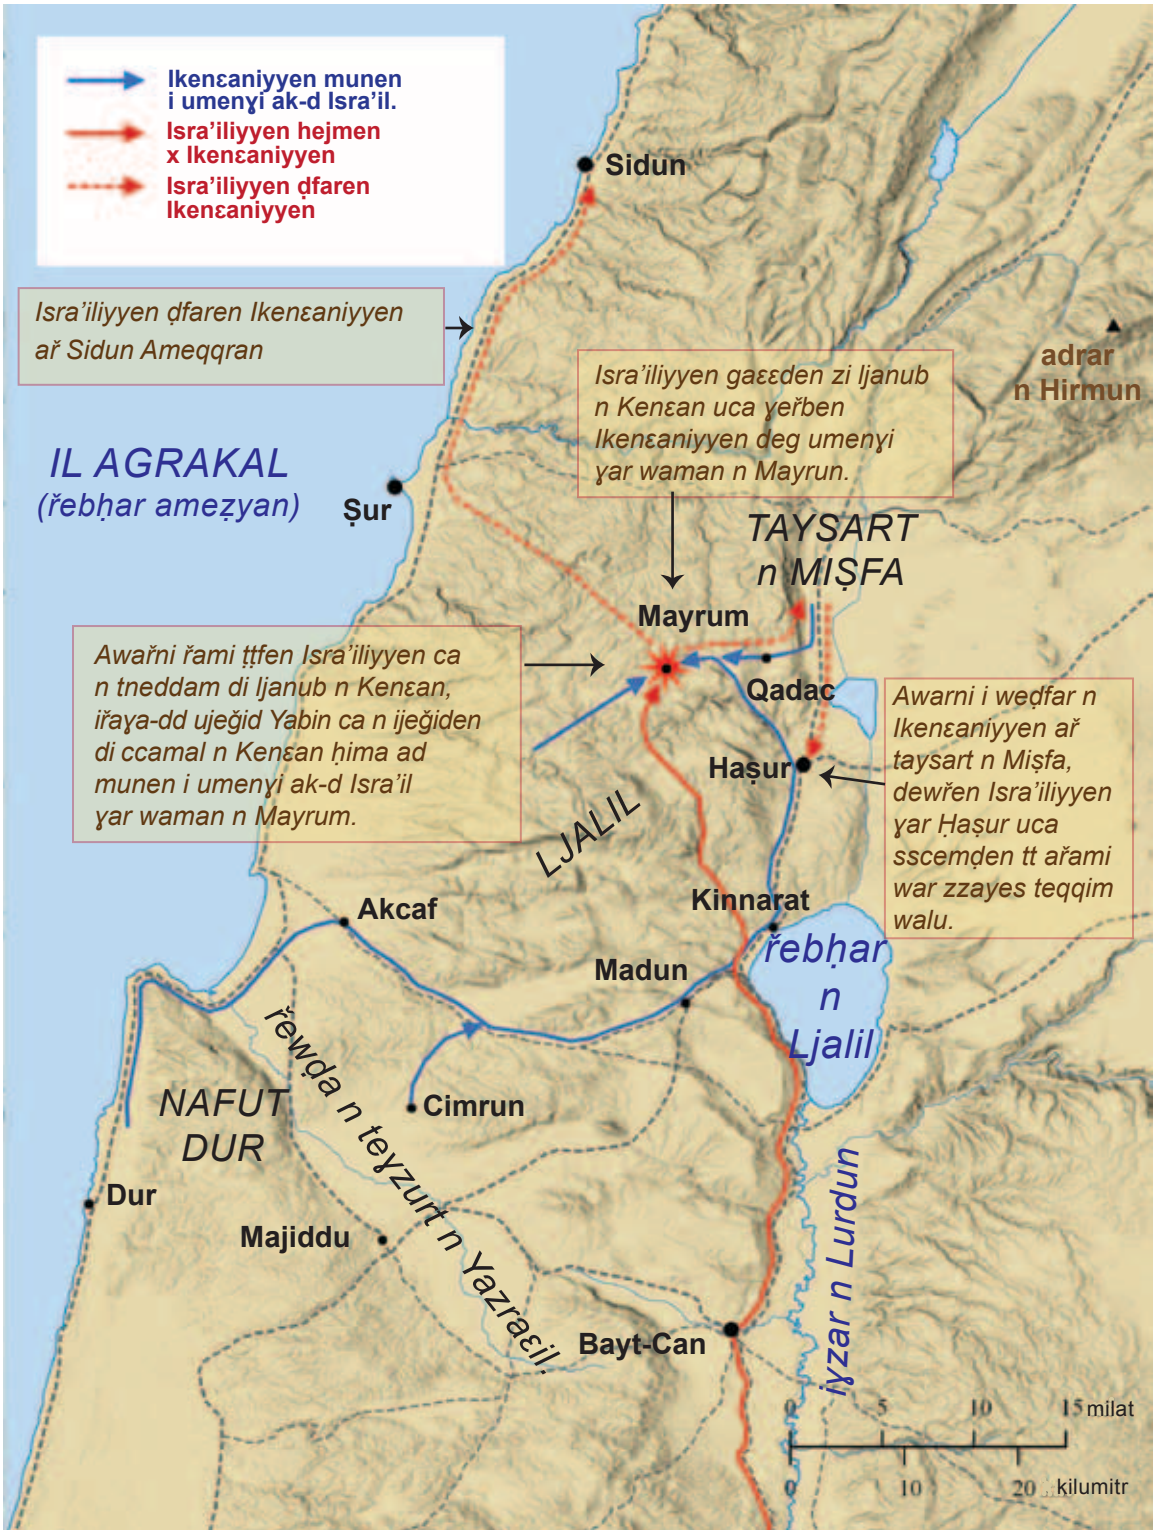 Ikenɛaniyyen munen
i umenɣi ak-d Isra’il.
Isra’iliyyen hejmen
x Ikenɛaniyyen
Isra’iliyyen ḍfaren
Ikenɛaniyyen
Sidun
Isra’iliyyen ḍfaren Ikenɛaniyyen
ař Sidun Ameqqran
adrar
n Hirmun
Isra’iliyyen gaɛɛden zi ljanub
n Kenɛan uca ɣeřben
Ikenɛaniyyen deg umenɣi
ɣar waman n Mayrun.
IL AGRAKAL
(řebḥar ameẓyan)
Ṣur
TAYSART
n MIṢFA
Mayrum
Awařni řami ṭṭfen Isra’iliyyen ca
n tneddam di ljanub n Kenɛan,
iřaɣa-dd ujeǧid Yabin ca n ijeǧiden
di ccamal n Kenɛan ḥima ad
munen i umenɣi ak-d Isra’il
ɣar waman n Mayrum.
Qadac
Awarni i weḍfar n
Ikenɛaniyyen ař
taysart n Miṣfa,
dewřen Isra’iliyyen
ɣar Ḥaṣur uca
sscemḍen tt ařami
war zzayes teqqim
walu.
Haṣur
LJALIL
Kinnarat
Akcaf
řebḥar
n
Ljalil
Madun
řewḍa n teɣzurt n Yazraɛil.
NAFUT
DUR
Cimrun
Dur
Majiddu
iɣzar n Lurdun
Bayt-Can
0 5 10 15 milat
0 10 20 kilumitr